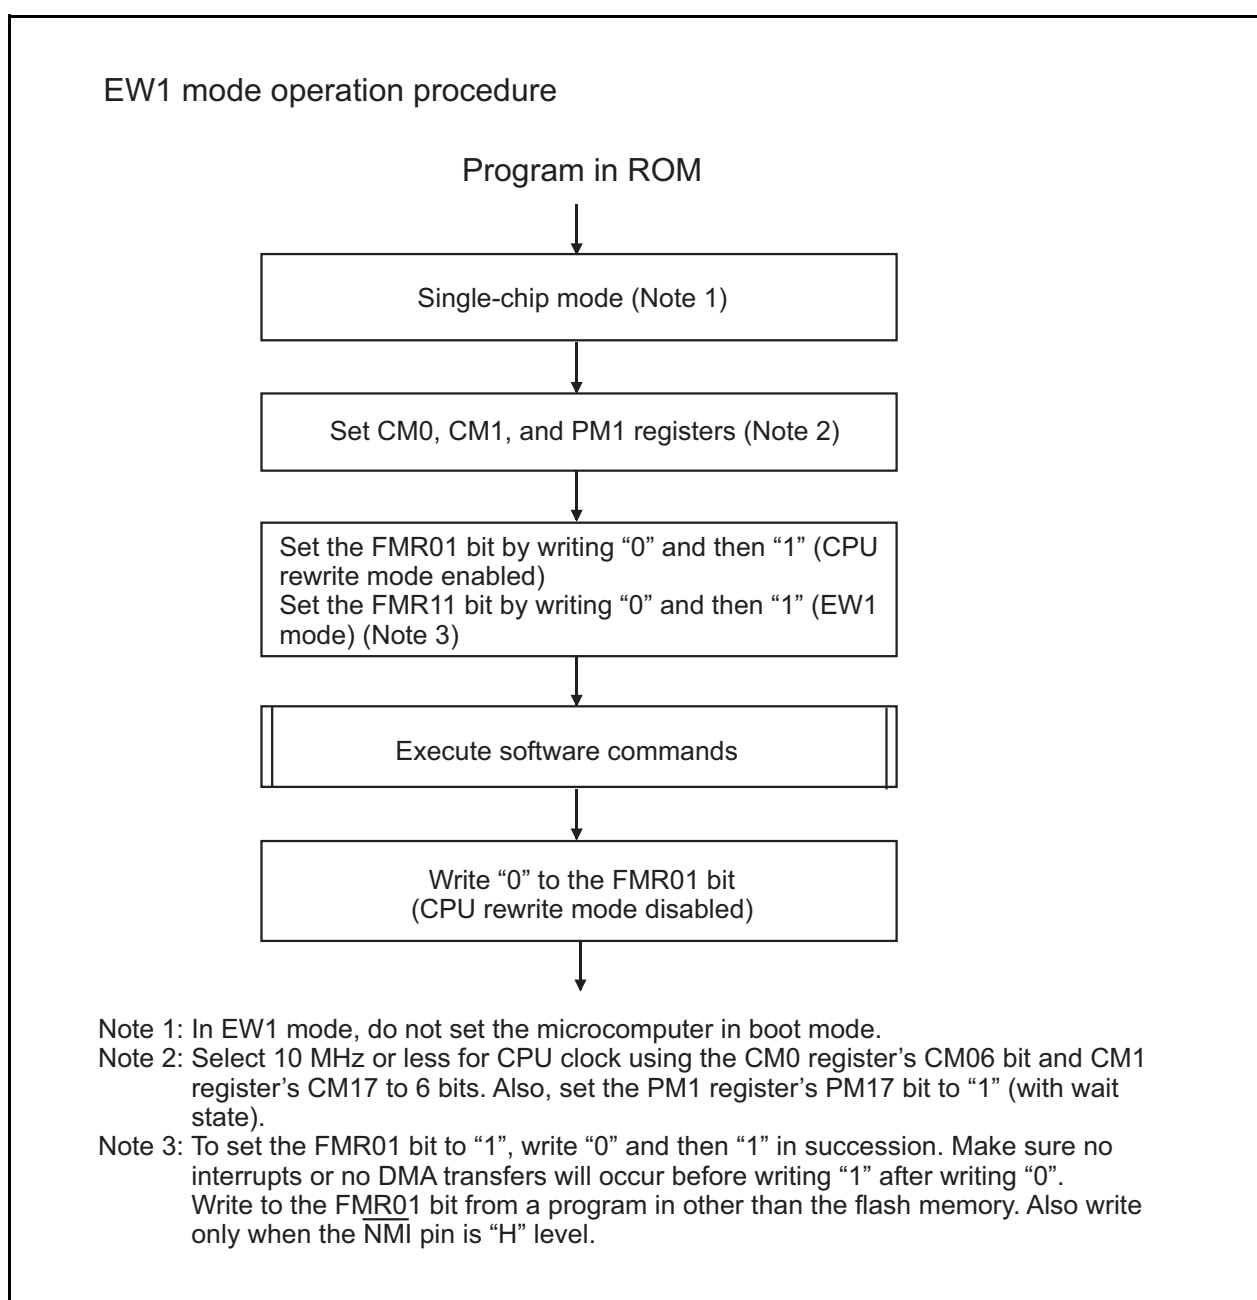 EW1 mode operation procedure
Program in ROM
Single-chip mode (Note 1)
Set CM0, CM1, and PM1 registers (Note 2)
Set the FMR01 bit by writing “0” and then “1” (CPU
rewrite mode enabled)
Set the FMR11 bit by writing “0” and then “1” (EW1
mode) (Note 3)
Execute software commands
Write “0” to the FMR01 bit
(CPU rewrite mode disabled)
Note 1: In EW1 mode, do not set the microcomputer in boot mode.
Note 2: Select 10 MHz or less for CPU clock using the CM0 register’s CM06 bit and CM1
register’s CM17 to 6 bits. Also, set the PM1 register’s PM17 bit to “1” (with wait
state).
Note 3: To set the FMR01 bit to “1”, write “0” and then “1” in succession. Make sure no
interrupts or no DMA transfers will occur before writing “1” after writing “0”.
Write to the FMR01 bit from a program in other than the flash memory. Also write
only when the N̅M̅I̅ pin is “H” level.